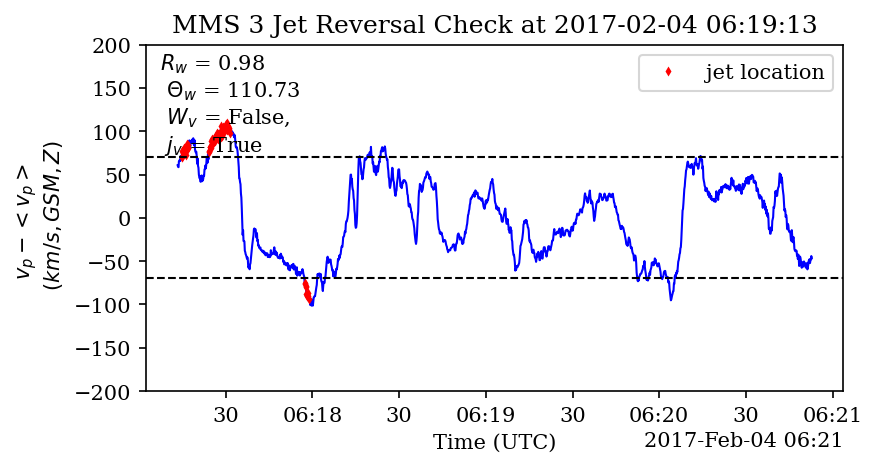 MMS 3 Jet Reversal Check at 2017-02-04 06:19:13
R_w = 0.98
Θ_w = 110.73
W_v = False,
j_v = True
jet location
v_p − <v_p>
(km/s, GSM, Z)
200
150
100
50
0
−50
−100
−150
−200
30 06:18 30 06:19 30 06:20 30 06:21
Time (UTC)
2017-Feb-04 06:21